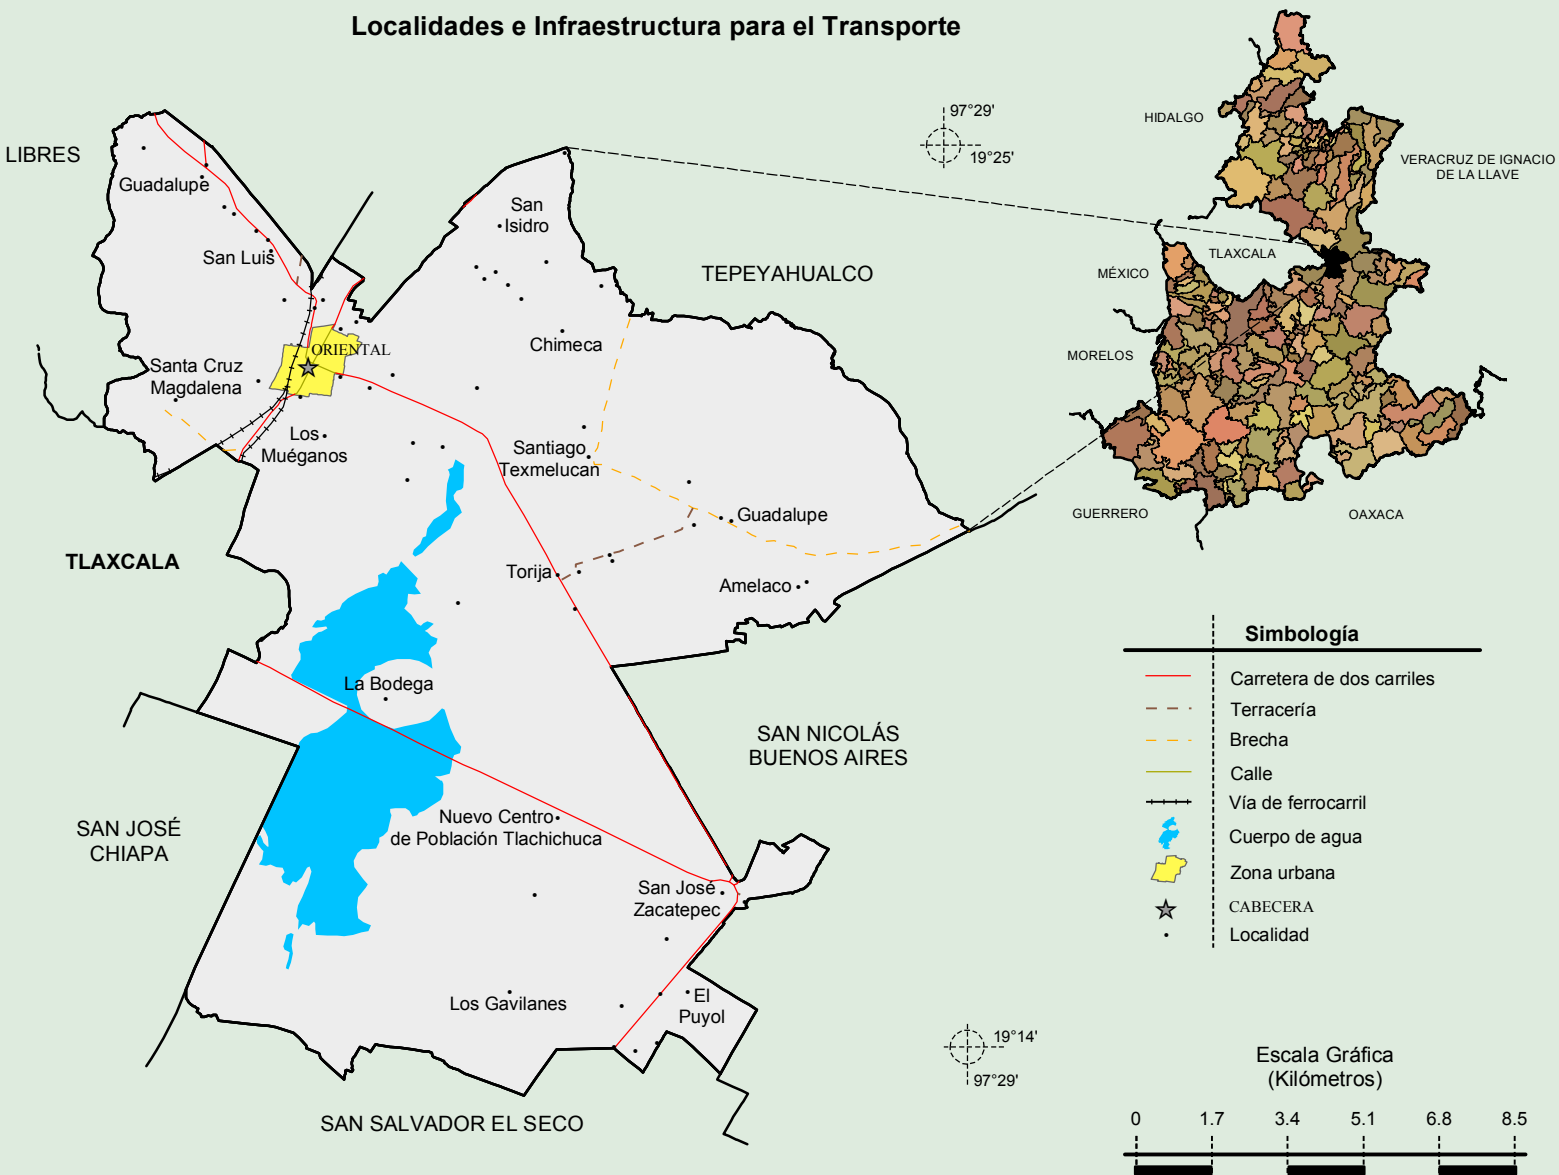 Localidades e Infraestructura para el Transporte
97°29'
19°25'
HIDALGO
VERACRUZ DE IGNACIO
DE LA LLAVE
TLAXCALA
MÉXICO
MORELOS
GUERRERO
OAXACA
LIBRES
Guadalupe
San
Isidro
San Luis
TEPEYAHUALCO
Chimeca
ORIENTAL
Santa Cruz
Magdalena
Los
Muéganos
Santiago
Texmelucan
Guadalupe
TLAXCALA
Torija
Amelaco
La Bodega
SAN NICOLÁS
BUENOS AIRES
SAN JOSÉ
CHIAPA
Nuevo Centro
de Población Tlachichuca
San José
Zacatepec
Los Gavilanes
El
Puyol
SAN SALVADOR EL SECO
19°14'
97°29'
Simbología
Carretera de dos carriles
Terracería
Brecha
Calle
Vía de ferrocarril
Cuerpo de agua
Zona urbana
CABECERA
Localidad
Escala Gráfica
(Kilómetros)
0 1.7 3.4 5.1 6.8 8.5